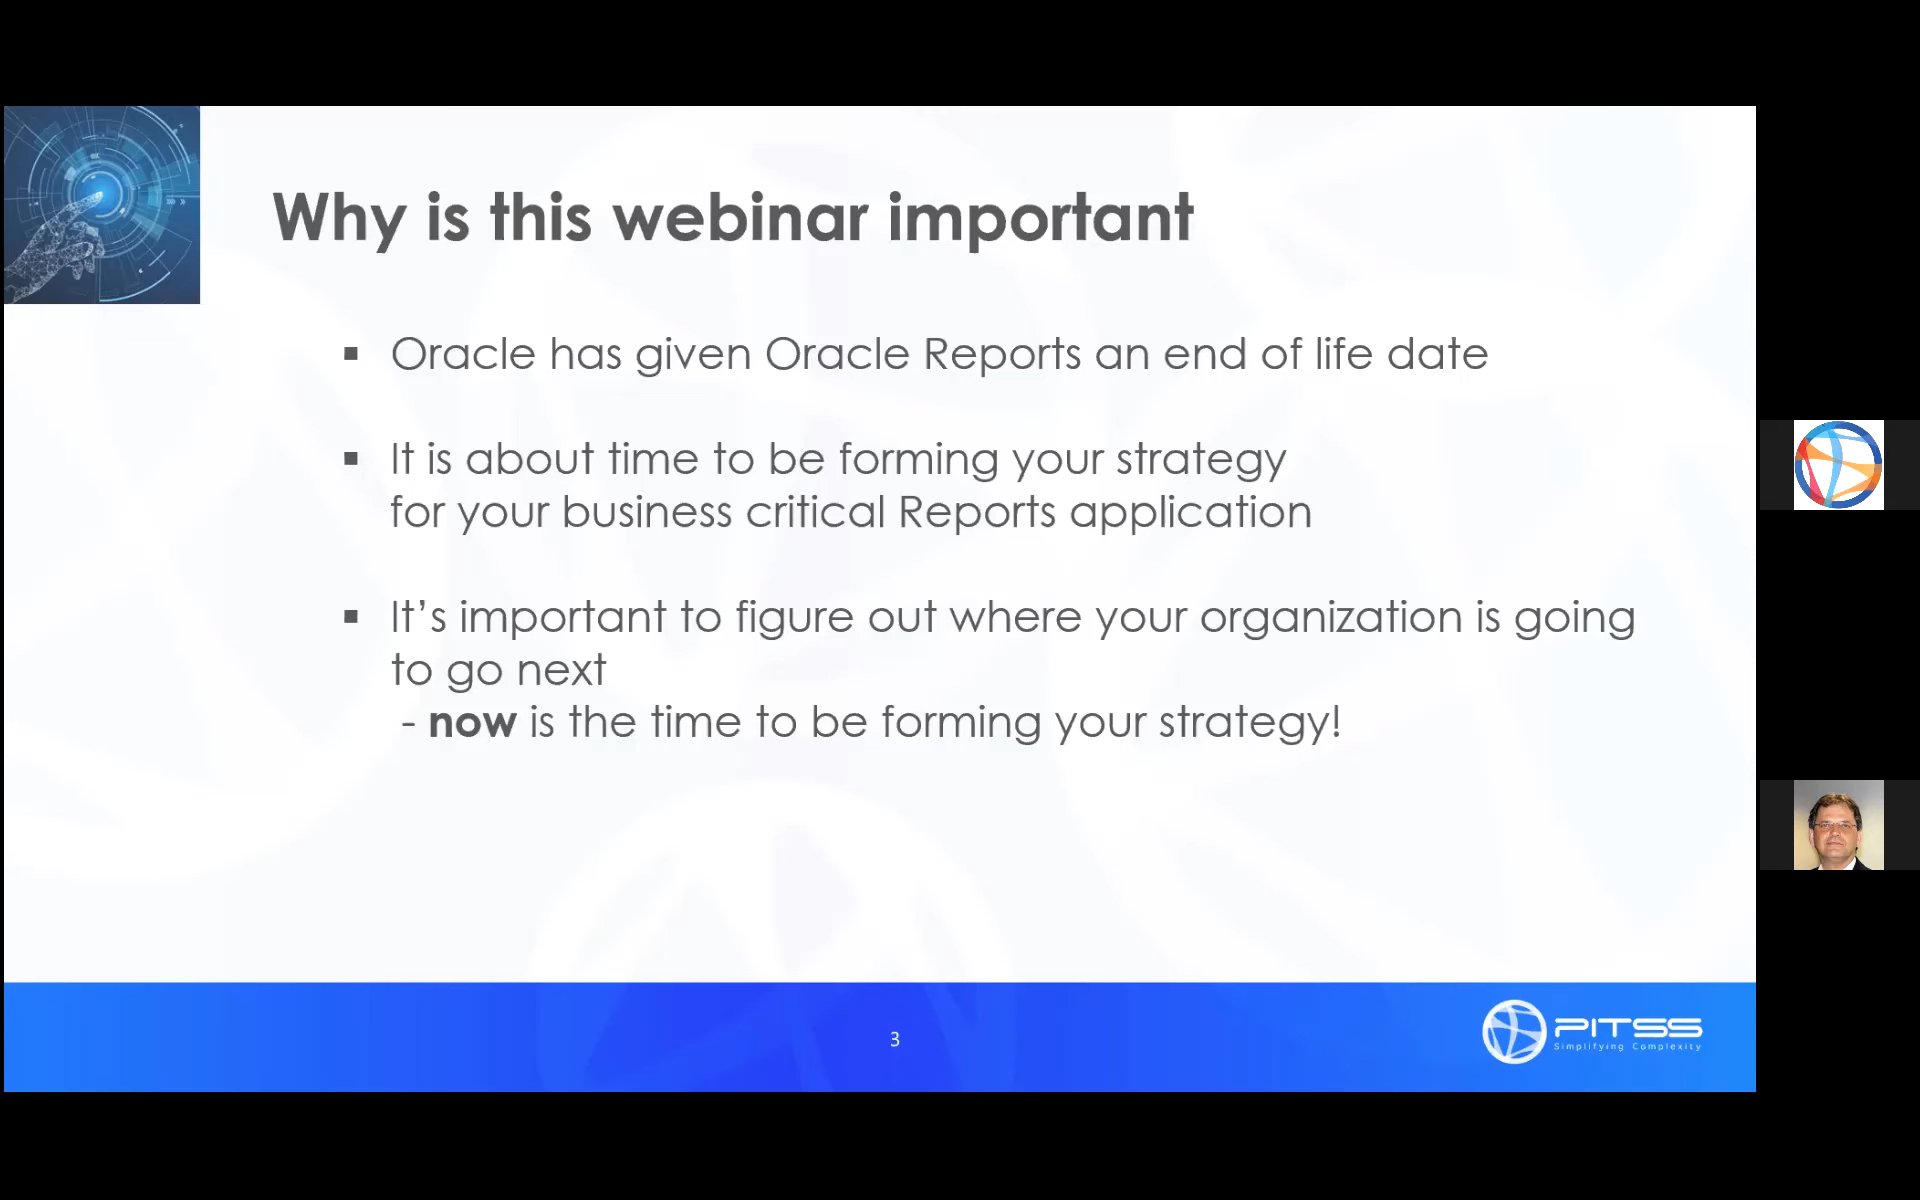 Why is this webinar important
▪ Oracle has given Oracle Reports an end of life date
▪ It is about time to be forming your strategy
for your business critical Reports application
▪ It’s important to figure out where your organization is going
to go next
- now is the time to be forming your strategy!
3
PITSS
Simplifying Complexity